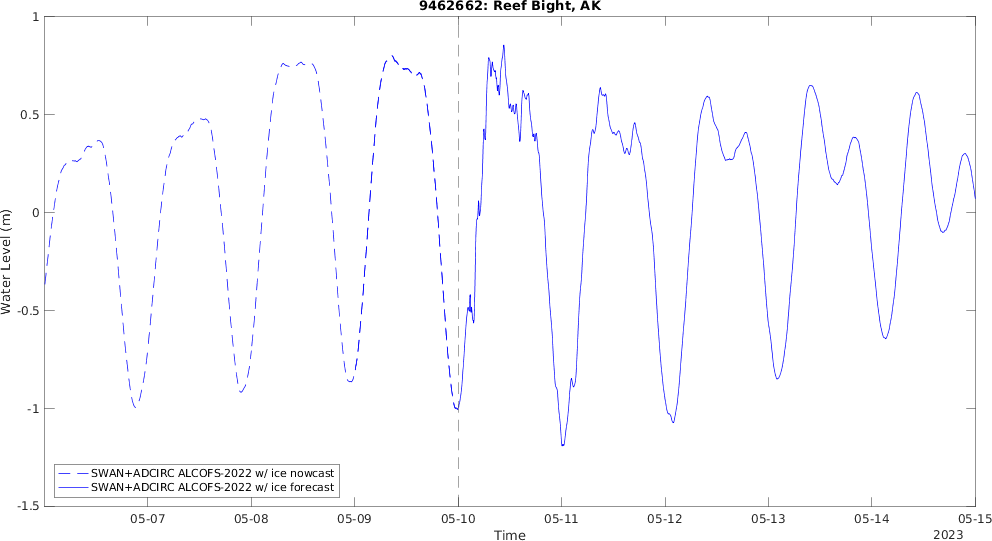 9462662: Reef Bight, AK
1
0.5
0
-0.5
-1
-1.5
Water Level (m)
SWAN+ADCIRC ALCOFS-2022 w/ ice nowcast
SWAN+ADCIRC ALCOFS-2022 w/ ice forecast
05-07 05-08 05-09 05-10 05-11 05-12 05-13 05-14 05-15
Time
2023